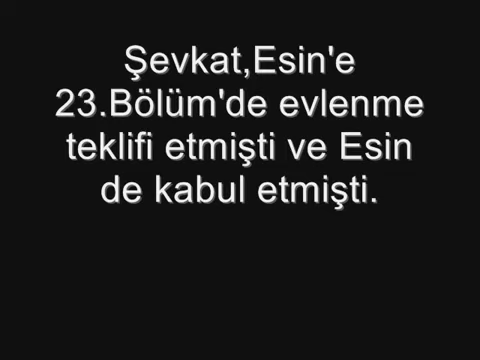 Şevkat,Esin'e
23.Bölüm'de evlenme
teklifi etmişti ve Esin
de kabul etmişti.